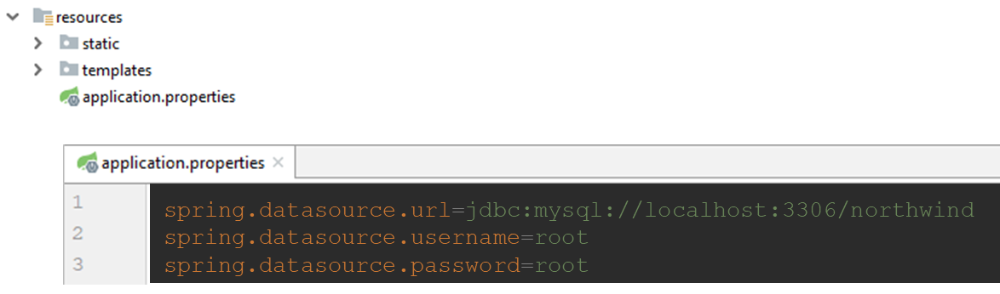 resources
static
templates
application.properties
application.properties
1 spring.datasource.url=jdbc:mysql://localhost:3306/northwind
2 spring.datasource.username=root
3 spring.datasource.password=root